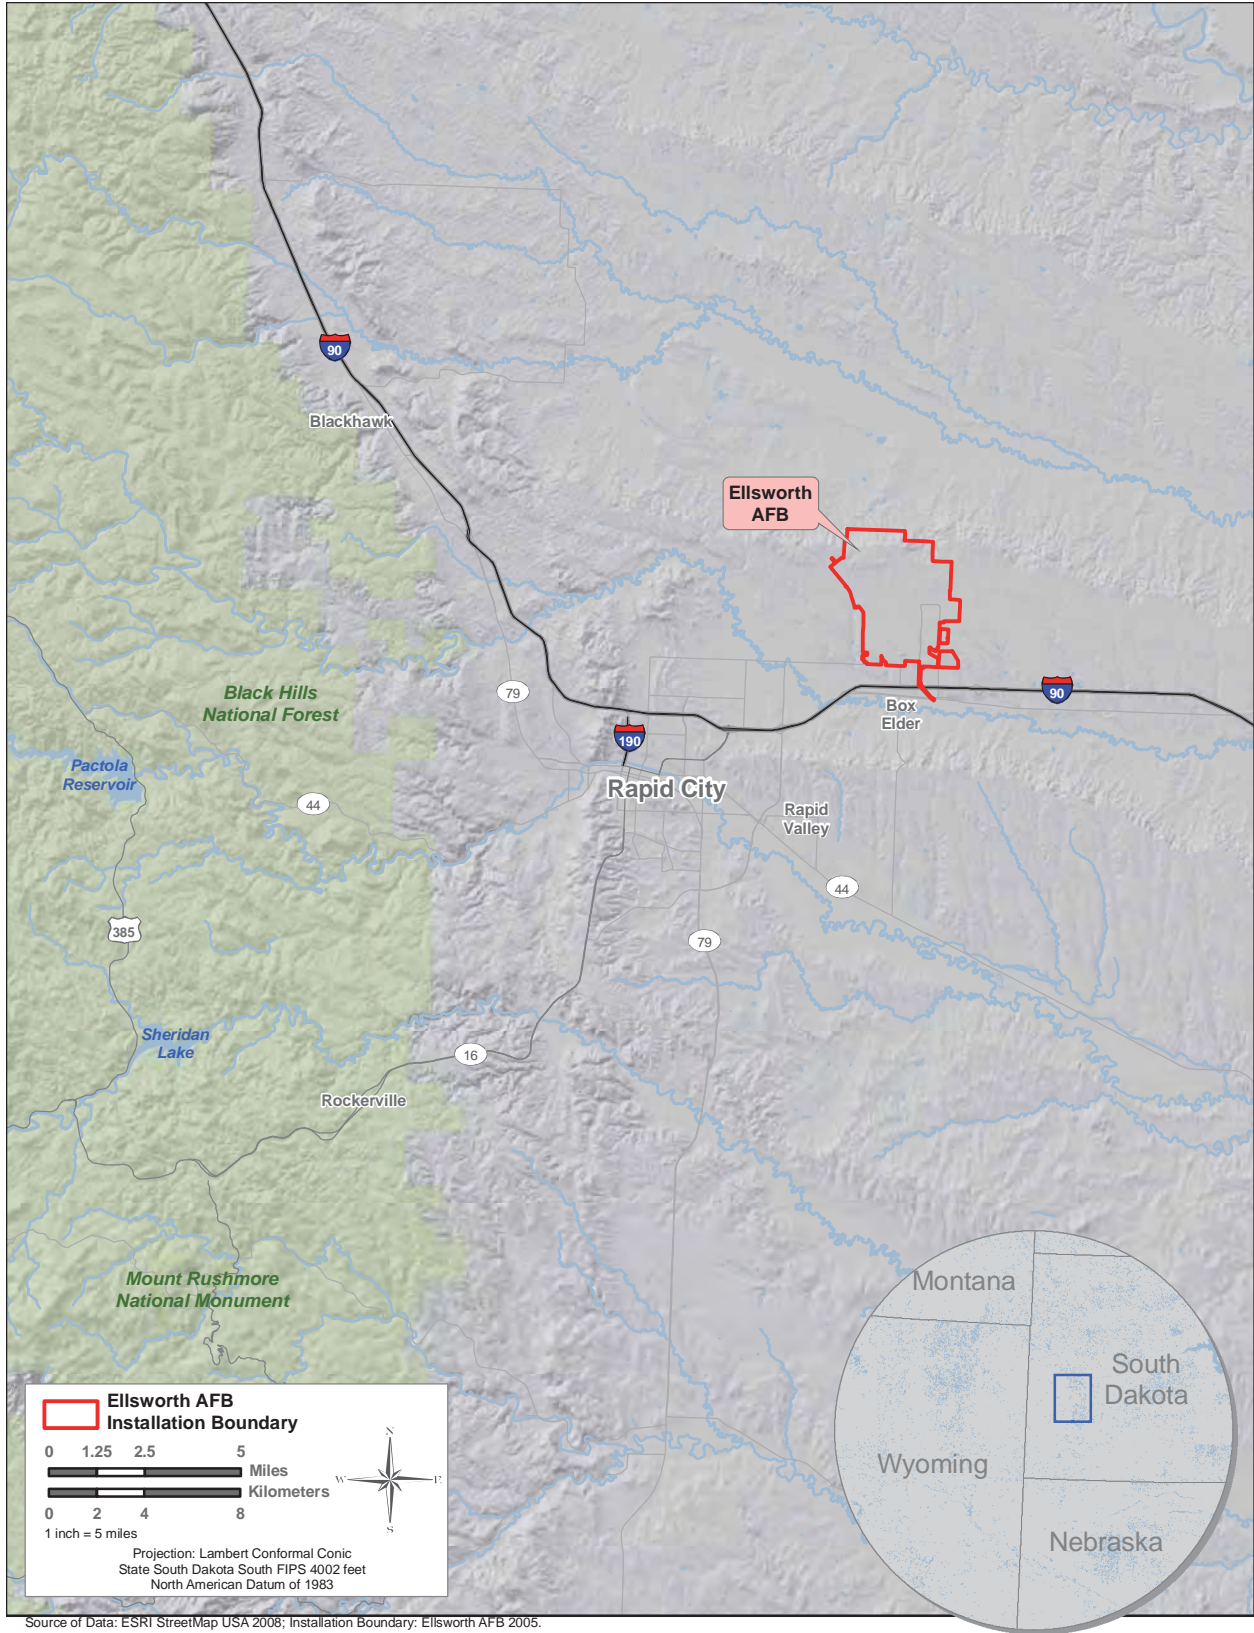 90
Blackhawk
Ellsworth
AFB
Black Hills
National Forest
79
90
Box
Elder
190
Pactola
Reservoir
Rapid City
44
Rapid
Valley
44
385
79
Sheridan
Lake
16
Rockerville
Mount Rushmore
National Monument
Montana
South
Dakota
Wyoming
Nebraska
Ellsworth AFB
Installation Boundary
0 1.25 2.5 5
Miles
Kilometers
0 2 4 8
1 inch = 5 miles
N
W E
S
Projection: Lambert Conformal Conic
State South Dakota South FIPS 4002 feet
North American Datum of 1983
Source of Data: ESRI StreetMap USA 2008; Installation Boundary: Ellsworth AFB 2005.